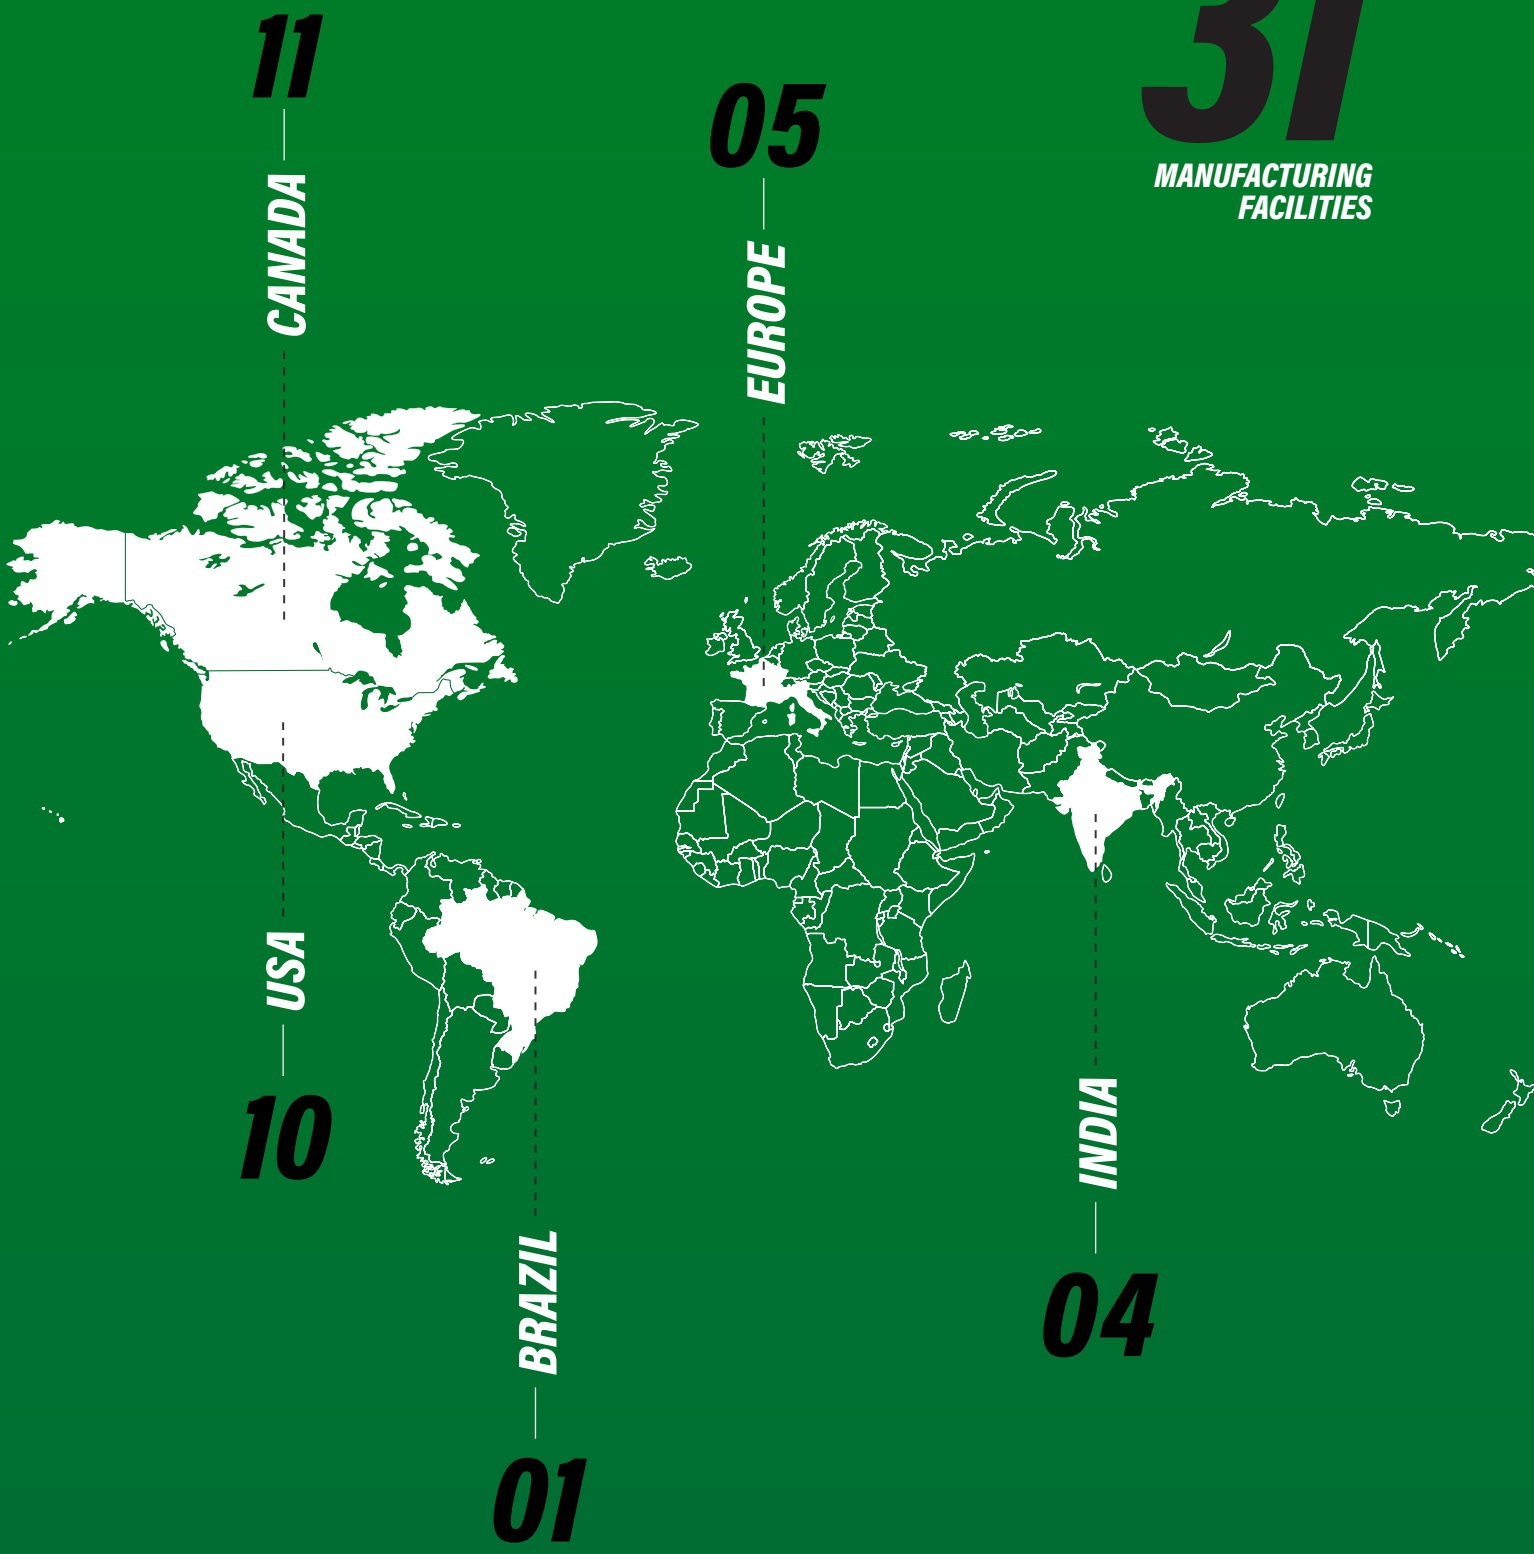 11
CANADA
05
EUROPE
31
MANUFACTURING
FACILITIES
USA
10
BRAZIL
01
INDIA
04